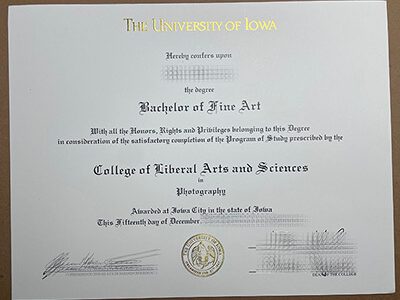 THE UNIVERSITY OF IOWA
Hereby confers upon
the degree
Bachelor of Fine Art
With all the Honors, Rights and Privileges belonging to this Degree
in consideration of the satisfactory completion of the Program of Study prescribed by the
College of Liberal Arts and Sciences
in
Photography
Awarded at Iowa City in the state of Iowa
This Fifteenth day of December,